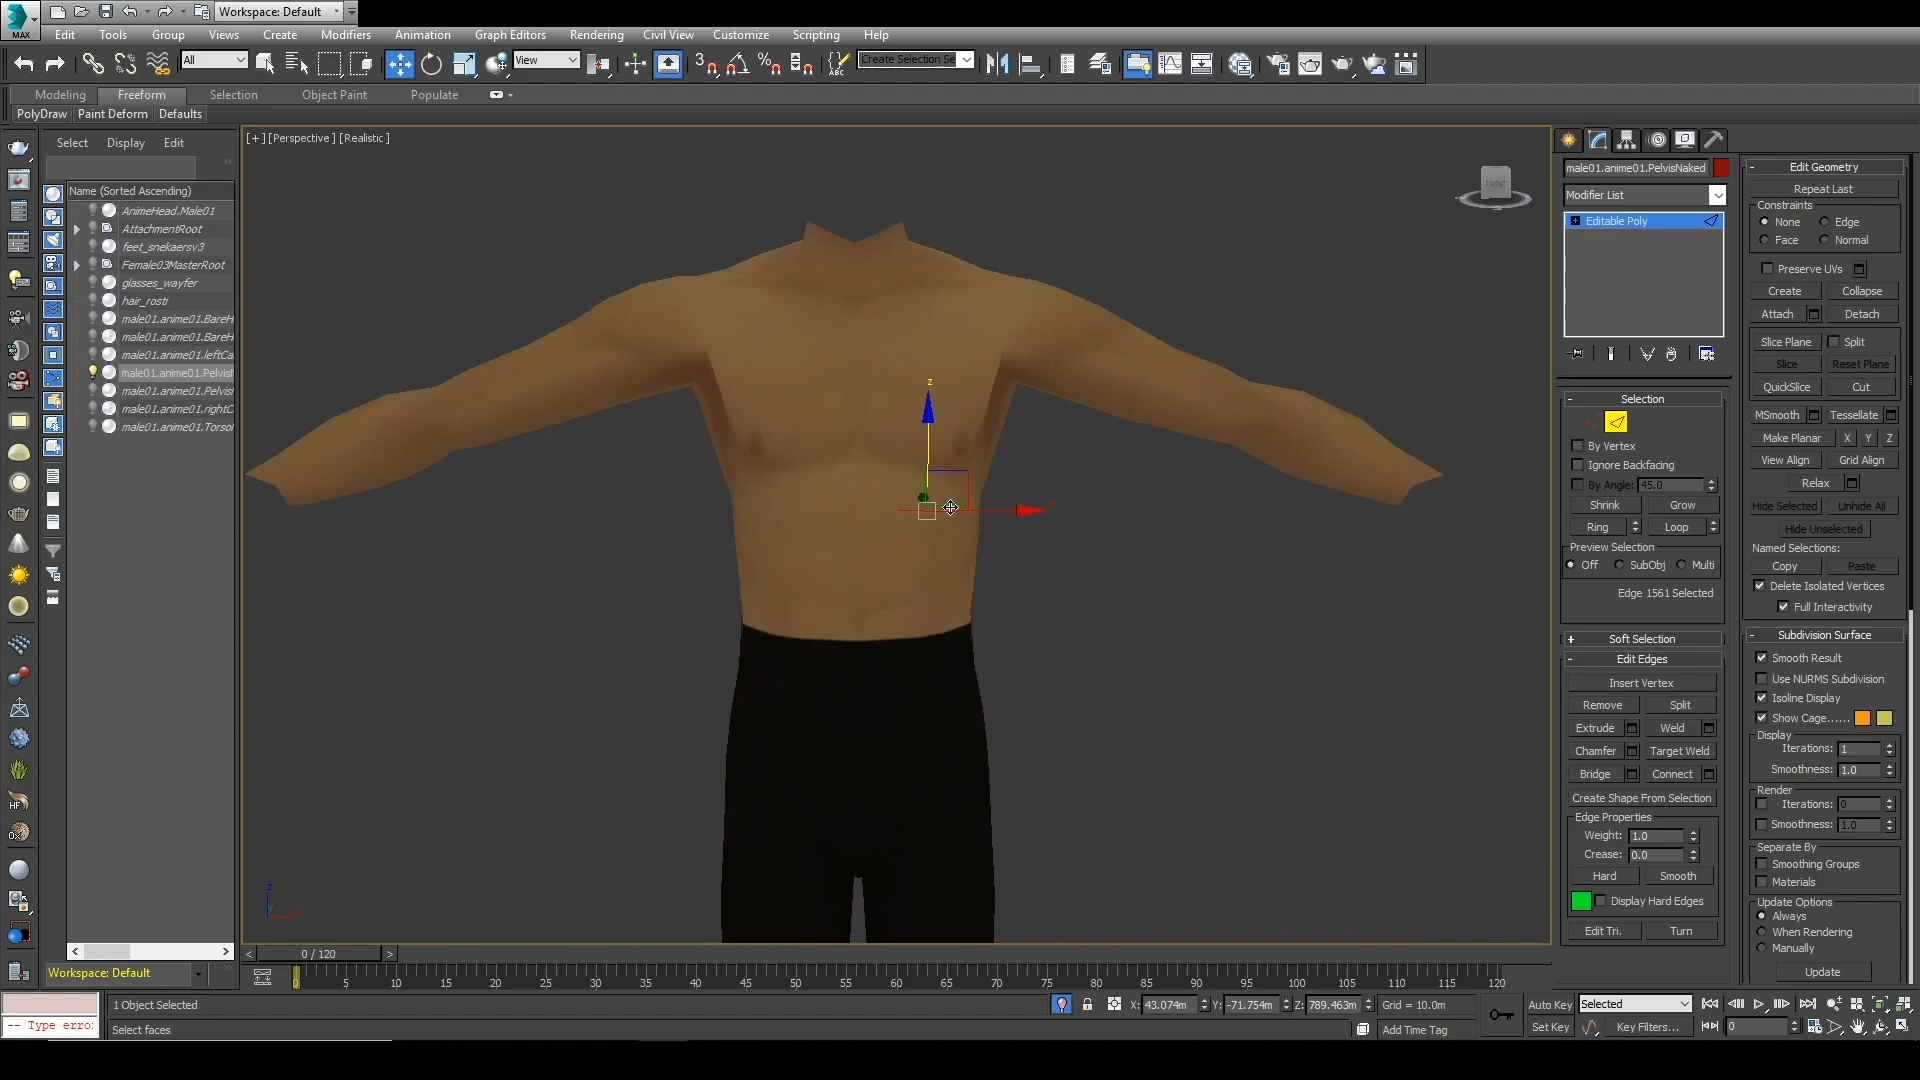 MAX
Workspace: Default
Edit Tools Group Views Create Modifiers Animation Graph Editors Rendering Civil View Customize Scripting Help
All View 3 ABC Create Selection Se
Modeling Freeform Selection Object Paint Populate
PolyDraw Paint Deform Defaults
Select Display Edit
Name (Sorted Ascending)
AnimeHead.Male01
AttachmentRoot
feet_snekaersv3
Female03MasterRoot
glasses_wayfer
hair_rosti
male01.anime01.BareH
male01.anime01.BareH
male01.anime01.leftCa
male01.anime01.PelvisN
male01.anime01.Pelvis
male01.anime01.rightC
male01.anime01.Torso
Workspace: Default
[+] [Perspective] [Realistic]
FRONT
z
z
0 / 120
5 10 15 20 25 30 35 40 45 50 55 60 65 70 75 80 85 90 95 100 105 110 115 120
male01.anime01.PelvisNaked
Modifier List
Editable Poly
- Selection
By Vertex
Ignore Backfacing
By Angle: 45.0
Shrink Grow
Ring Loop
Preview Selection
Off SubObj Multi
Edge 1561 Selected
+ Soft Selection
- Edit Edges
Insert Vertex
Remove Split
Extrude Weld
Chamfer Target Weld
Bridge Connect
Create Shape From Selection
Edge Properties
Weight: 1.0
Crease: 0.0
Hard Smooth
Display Hard Edges
Edit Tri. Turn
- Edit Geometry
Repeat Last
Constraints
None Edge
Face Normal
Preserve UVs
Create Collapse
Attach Detach
Slice Plane Split
Slice Reset Plane
QuickSlice Cut
MSmooth Tessellate
Make Planar X Y Z
View Align Grid Align
Relax
Hide Selected Unhide All
Hide Unselected
Named Selections:
Copy Paste
Delete Isolated Vertices
Full Interactivity
- Subdivision Surface
Smooth Result
Use NURMS Subdivision
Isoline Display
Show Cage......
Display
Iterations: 1
Smoothness: 1.0
Render
Iterations: 0
Smoothness: 1.0
Separate By
Smoothing Groups
Materials
Update Options
Always
When Rendering
Manually
Update
-- Type erro:
1 Object Selected
Select faces
X: 43.074m Y: -71.754m Z: 789.463m Grid = 10.0m
Add Time Tag
Auto Key Selected
Set Key Key Filters... 0